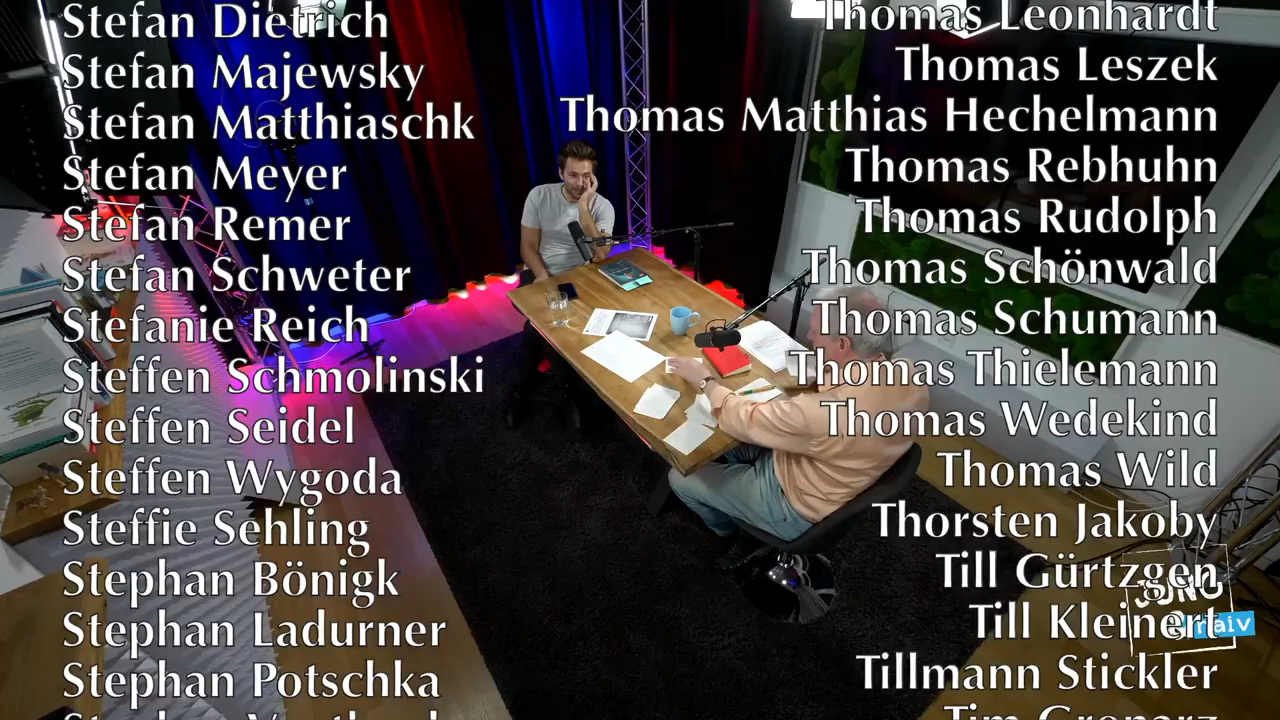 Stefan Dietrich
Stefan Majewsky
Stefan Matthiaschk
Stefan Meyer
Stefan Remer
Stefan Schweter
Stefanie Reich
Steffen Schmolinski
Steffen Seidel
Steffen Wygoda
Steffie Sehling
Stephan Bönigk
Stephan Ladurner
Stephan Potschka
Thomas Leonhardt
Thomas Leszek
Thomas Matthias Hechelmann
Thomas Rebhuhn
Thomas Rudolph
Thomas Schönwald
Thomas Schumann
Thomas Thielemann
Thomas Wedekind
Thomas Wild
Thorsten Jakoby
Till Gürtzgen
Till Kleinert
Tillmann Stickler
JUNG
& naiv